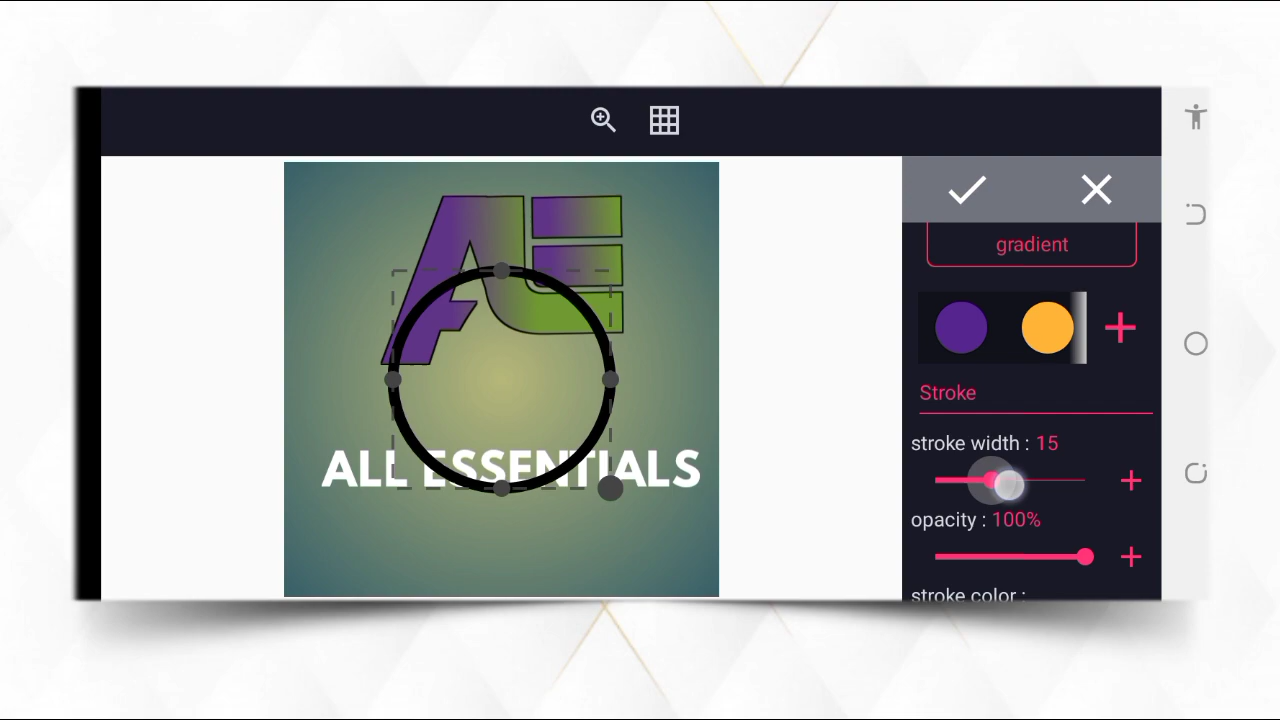 AE
gradient
Stroke
stroke width : 15
ALL ESSENTIALS
opacity : 100%
stroke color :